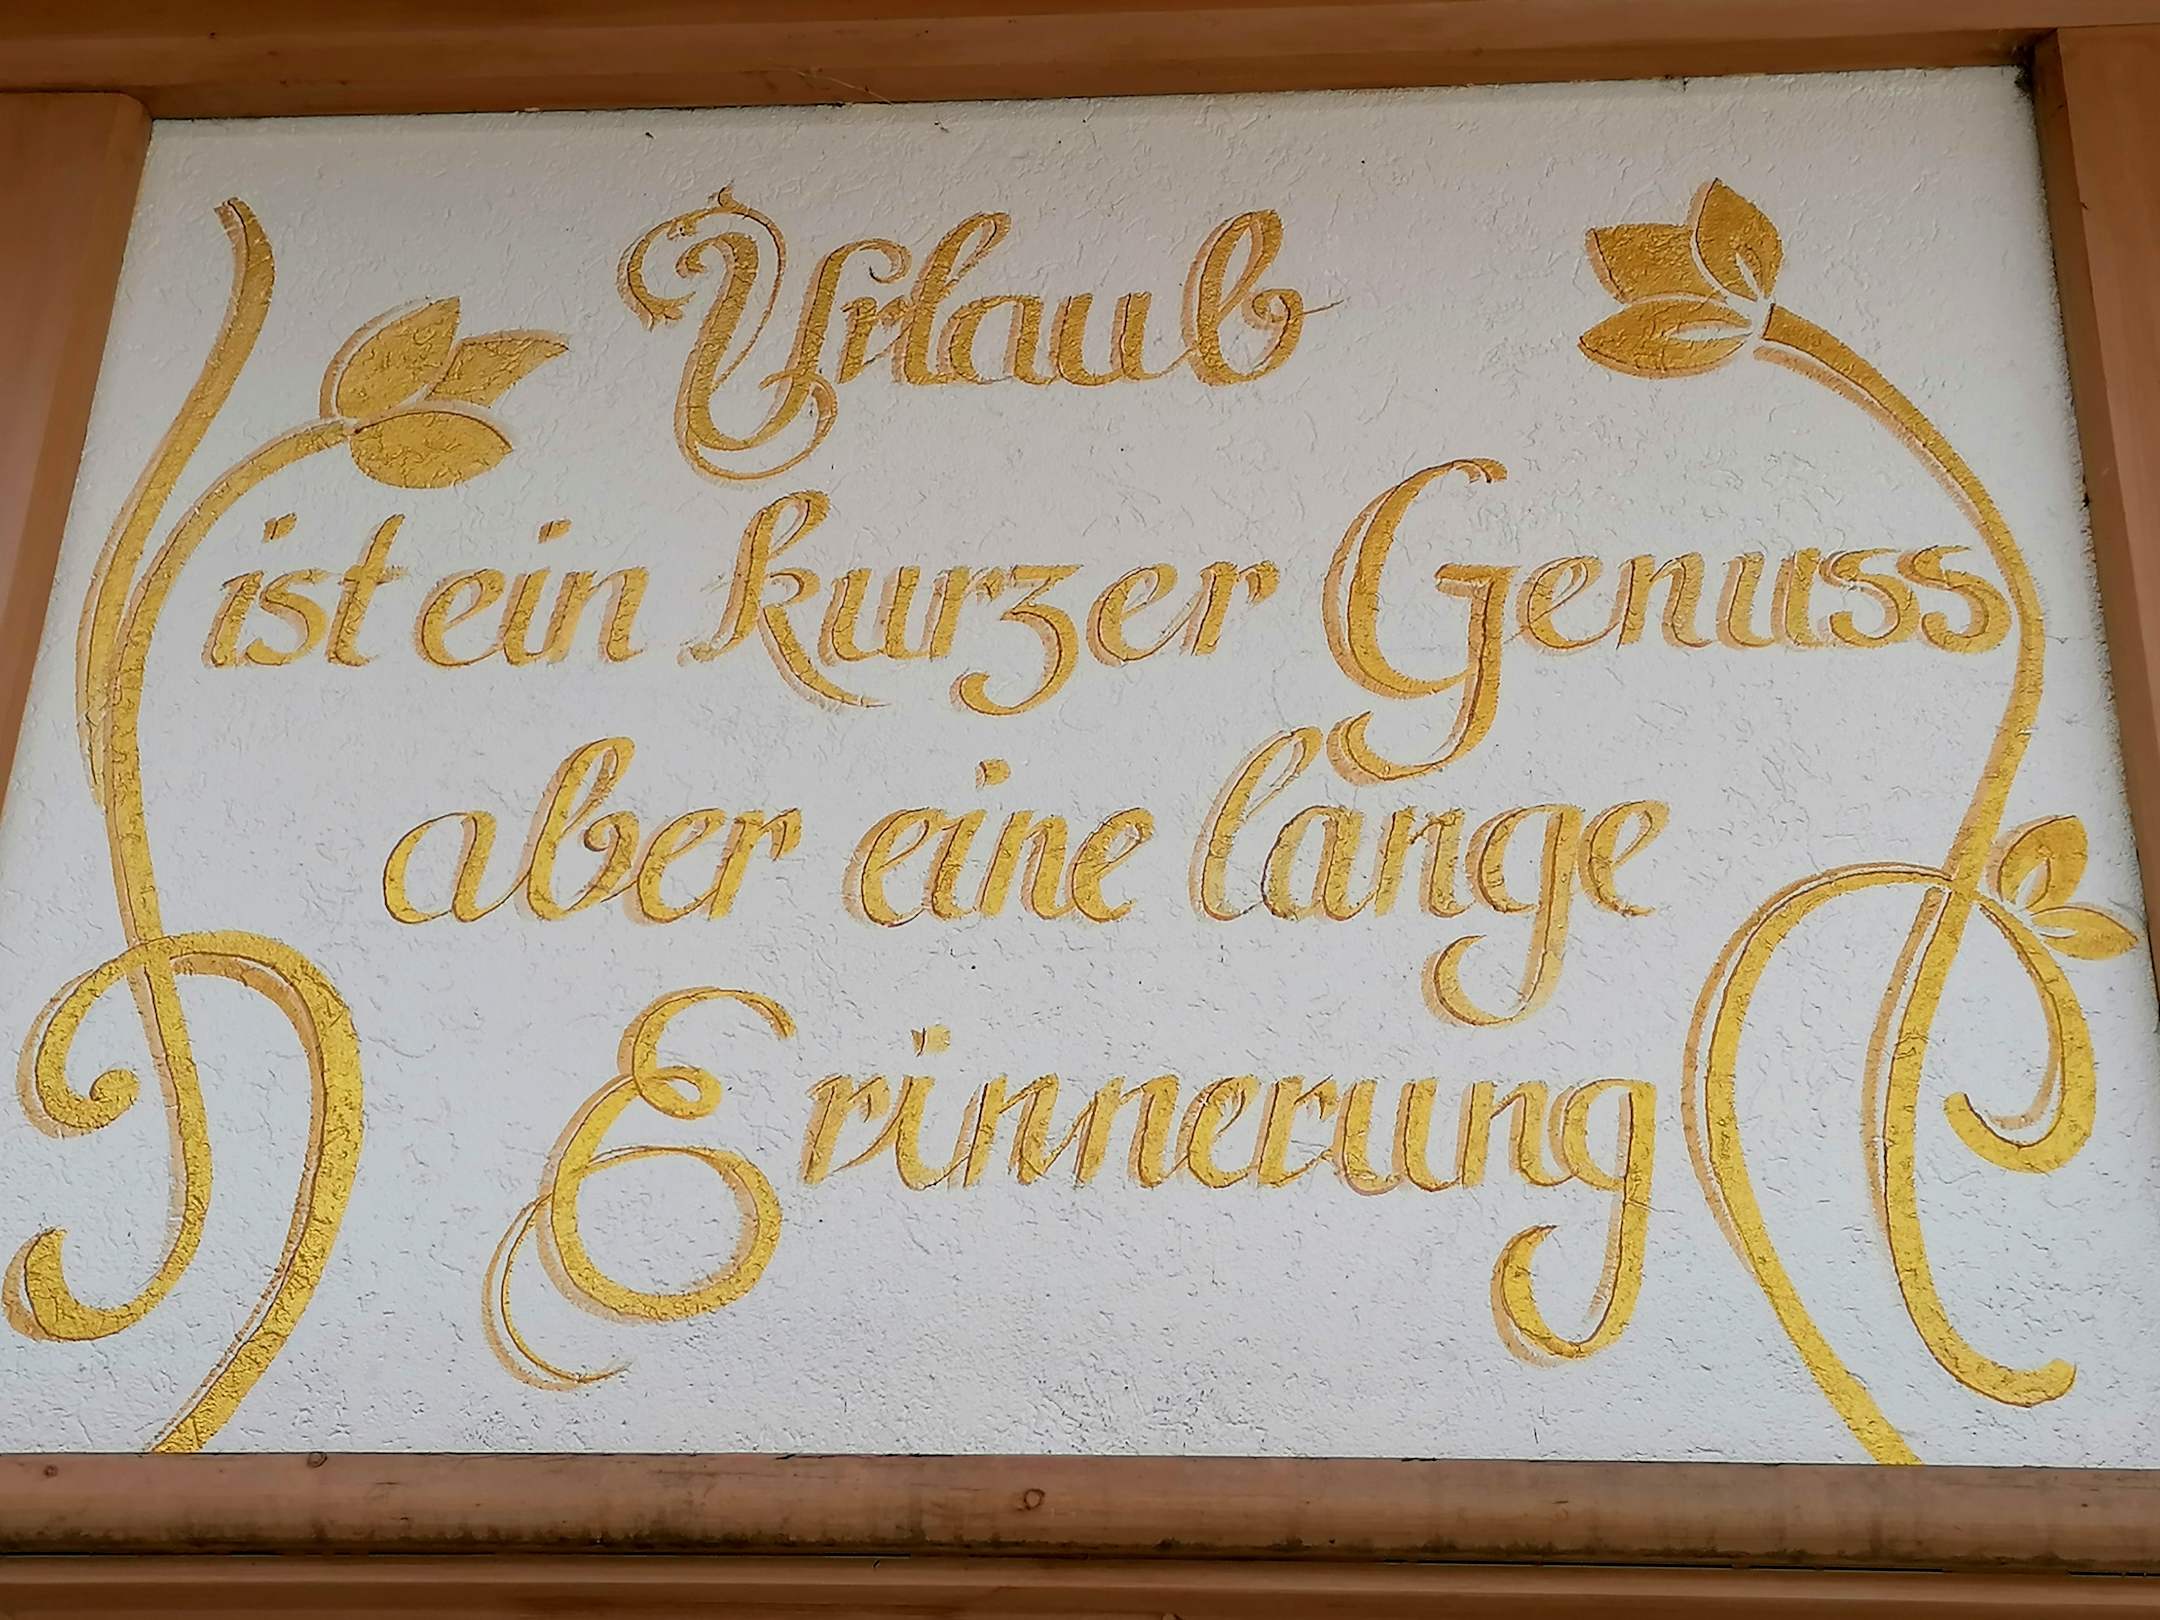 Urlaub
ist ein kurzer Genuss
aber eine lange
Erinnerung